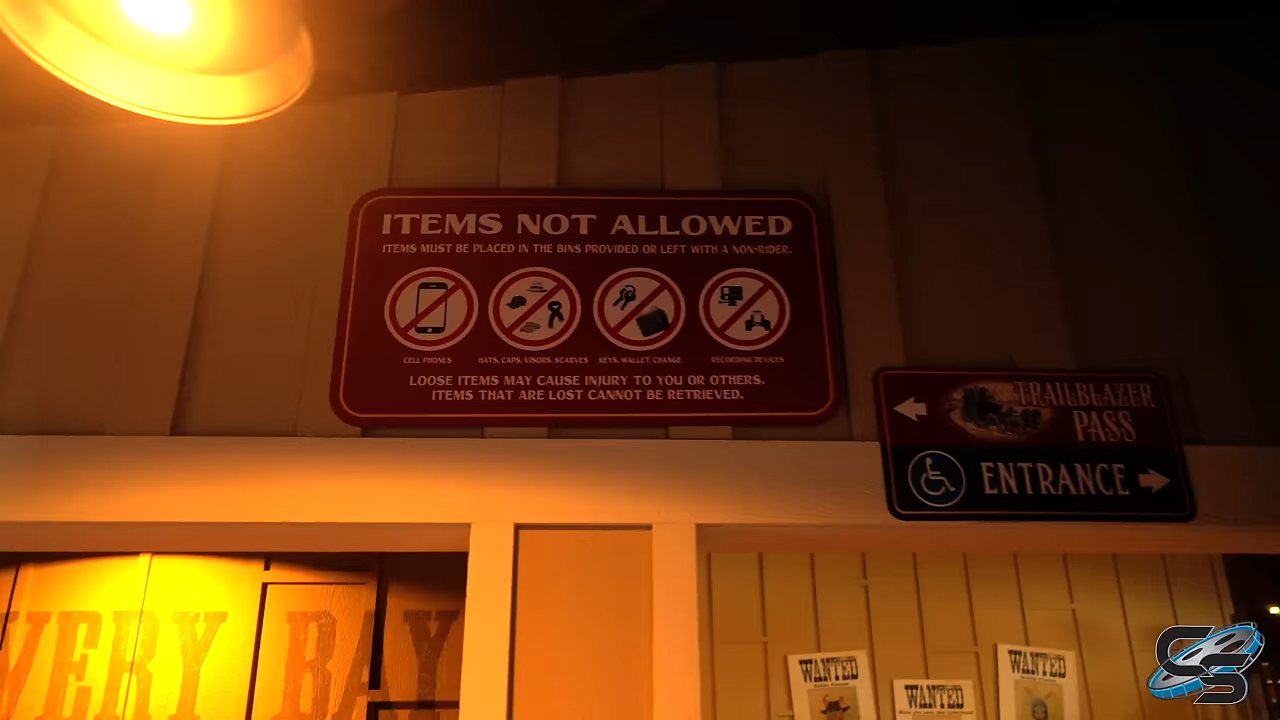 ITEMS NOT ALLOWED
ITEMS MUST BE PLACED IN THE BINS PROVIDED OR LEFT WITH A NON-RIDER.
CELL PHONES
HATS, CAPS, VISORS, SCARVES
KEYS, WALLET, CHANGE
RECORDING DEVICES
LOOSE ITEMS MAY CAUSE INJURY TO YOU OR OTHERS.
ITEMS THAT ARE LOST CANNOT BE RETRIEVED.
TRAILBLAZER
PASS
ENTRANCE
VERY BAY
WANTED
WANTED
WANTED
CFS